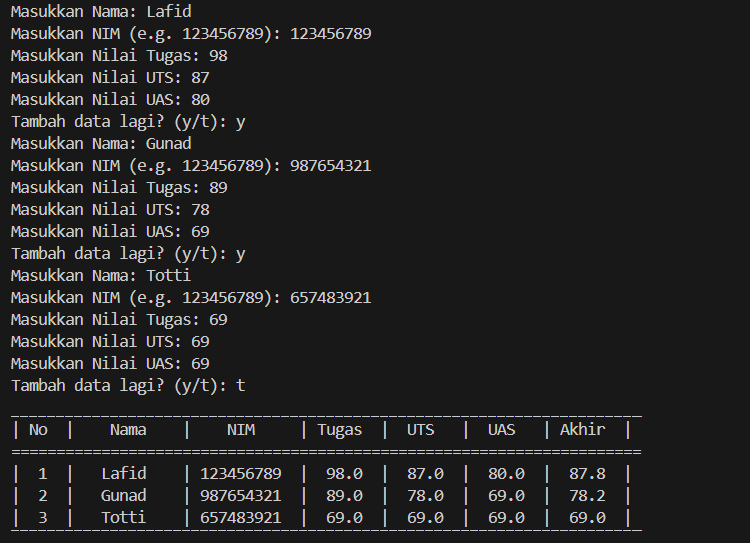 Masukkan Nama: Lafid
Masukkan NIM (e.g. 123456789): 123456789
Masukkan Nilai Tugas: 98
Masukkan Nilai UTS: 87
Masukkan Nilai UAS: 80
Tambah data lagi? (y/t): y
Masukkan Nama: Gunad
Masukkan NIM (e.g. 123456789): 987654321
Masukkan Nilai Tugas: 89
Masukkan Nilai UTS: 78
Masukkan Nilai UAS: 69
Tambah data lagi? (y/t): y
Masukkan Nama: Totti
Masukkan NIM (e.g. 123456789): 657483921
Masukkan Nilai Tugas: 69
Masukkan Nilai UTS: 69
Masukkan Nilai UAS: 69
Tambah data lagi? (y/t): t
| No | Nama | NIM | Tugas | UTS | UAS | Akhir |
======================================================================
| 1 | Lafid | 123456789 | 98.0 | 87.0 | 80.0 | 87.8 |
| 2 | Gunad | 987654321 | 89.0 | 78.0 | 69.0 | 78.2 |
| 3 | Totti | 657483921 | 69.0 | 69.0 | 69.0 | 69.0 |